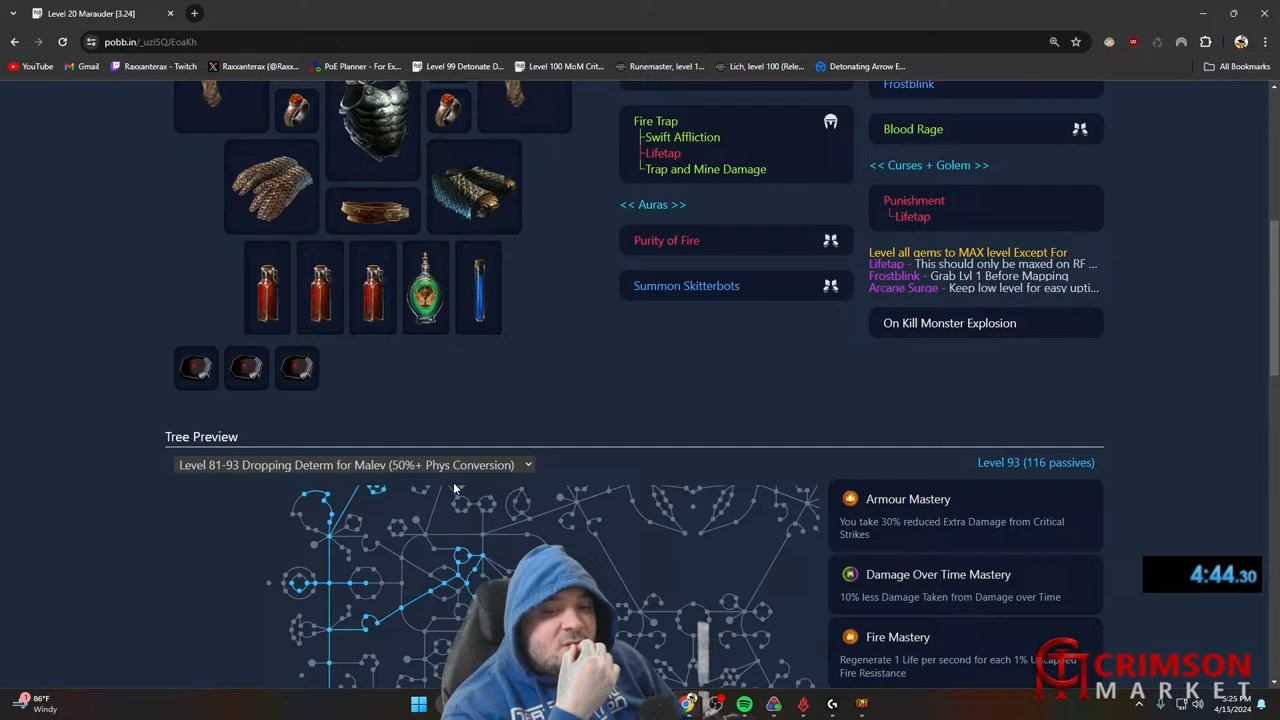 Level 20 Marauder [3.24]
pobb.in/_uzI5QJEoaKh
YouTube
Gmail
Raxxanterax - Twitch
Raxxanterax (@Raxx...
PoE Planner - For Ex...
Level 99 Detonate D...
Level 100 MoM Crit...
Runemaster, level 1...
Lich, level 100 (Rele...
Detonating Arrow E...
All Bookmarks
Fire Trap
Swift Affliction
Lifetap
Trap and Mine Damage
<< Auras >>
Purity of Fire
Summon Skitterbots
Frostblink
Blood Rage
<< Curses + Golem >>
Punishment
Lifetap
Level all gems to MAX level Except For
Lifetap - This should only be maxed on RF ...
Frostblink - Grab Lvl 1 Before Mapping
Arcane Surge - Keep low level for easy upti...
On Kill Monster Explosion
Tree Preview
Level 81-93 Dropping Determ for Malev (50%+ Phys Conversion)
Level 93 (116 passives)
Armour Mastery
You take 30% reduced Extra Damage from Critical
Strikes
Damage Over Time Mastery
10% less Damage Taken from Damage over Time
Fire Mastery
Regenerate 1 Life per second for each 1% Uncapped
Fire Resistance
4:44.30
CRIMSON
MARKET
1
86°F
Windy
5:25 PM
4/15/2024